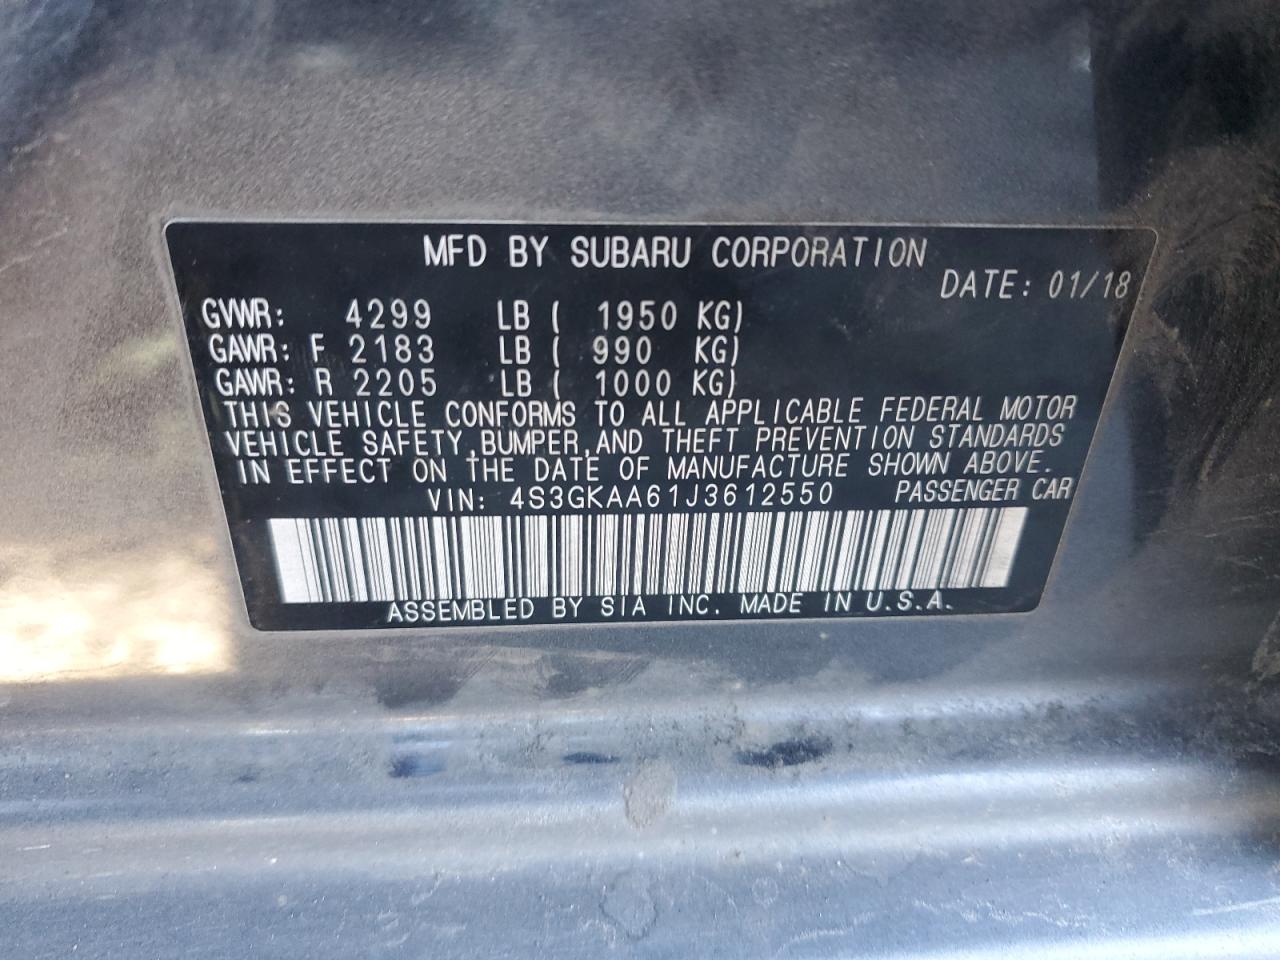 MFD BY SUBARU CORPORATION
DATE: 01/18
GVWR: 4299 LB ( 1950 KG)
GAWR: F 2183 LB ( 990 KG)
GAWR: R 2205 LB ( 1000 KG)
THIS VEHICLE CONFORMS TO ALL APPLICABLE FEDERAL MOTOR
VEHICLE SAFETY,BUMPER,AND THEFT PREVENTION STANDARDS
IN EFFECT ON THE DATE OF MANUFACTURE SHOWN ABOVE.
VIN: 4S3GKAA61J3612550 PASSENGER CAR
ASSEMBLED BY SIA INC. MADE IN U.S.A.